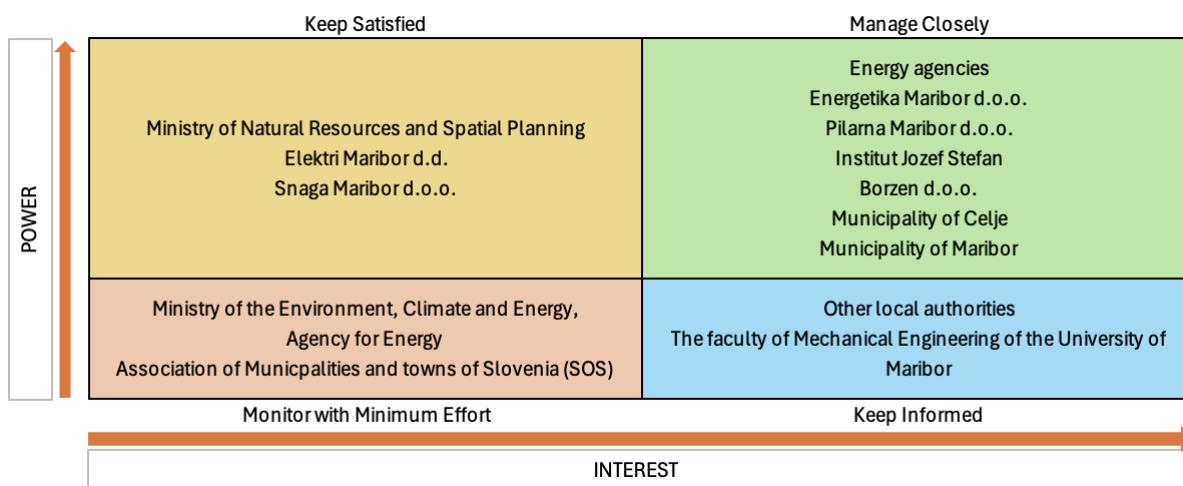 Keep Satisfied
Manage Closely
POWER
Ministry of Natural Resources and Spatial Planning
Elektri Maribor d.d.
Snaga Maribor d.o.o.
Energy agencies
Energetika Maribor d.o.o.
Pilarna Maribor d.o.o.
Institut Jozef Stefan
Borzen d.o.o.
Municipality of Celje
Municipality of Maribor
Ministry of the Environment, Climate and Energy,
Agency for Energy
Association of Municpalities and towns of Slovenia (SOS)
Other local authorities
The faculty of Mechanical Engineering of the University of
Maribor
Monitor with Minimum Effort
Keep Informed
INTEREST